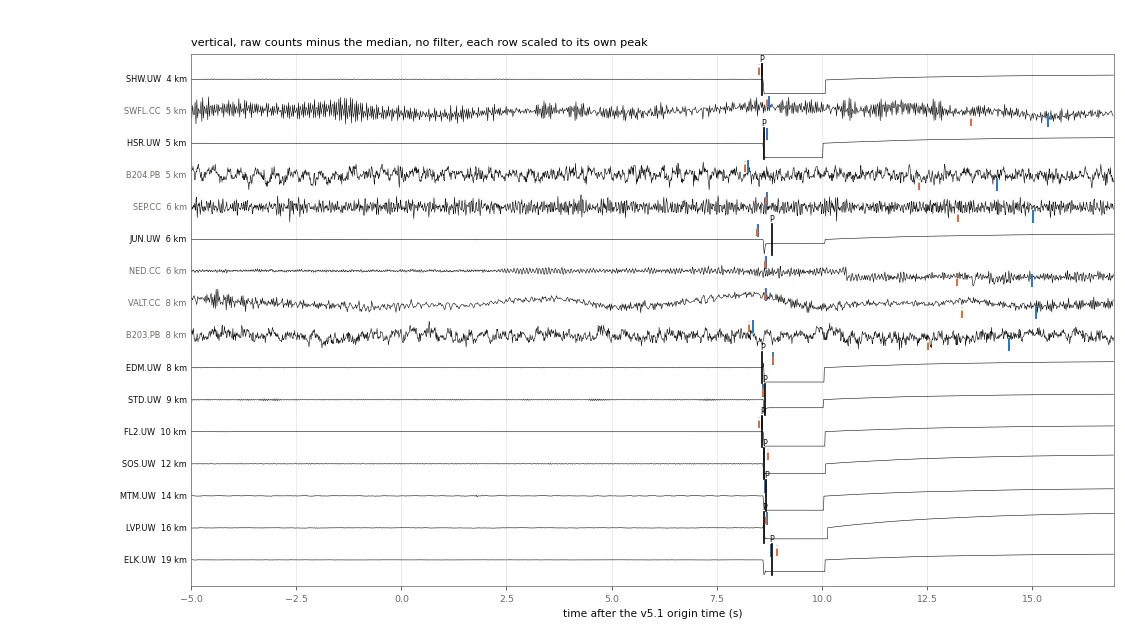 vertical, raw counts minus the median, no filter, each row scaled to its own peak
P
SHW.UW 4 km
SWFL.CC 5 km
P
HSR.UW 5 km
B204.PB 5 km
SEP.CC 6 km
P
JUN.UW 6 km
NED.CC 6 km
VALT.CC 8 km
B203.PB 8 km
P
EDM.UW 8 km
P
STD.UW 9 km
P
FL2.UW 10 km
P
SOS.UW 12 km
P
MTM.UW 14 km
P
LVP.UW 16 km
P
ELK.UW 19 km
−5.0 −2.5 0.0 2.5 5.0 7.5 10.0 12.5 15.0
time after the v5.1 origin time (s)